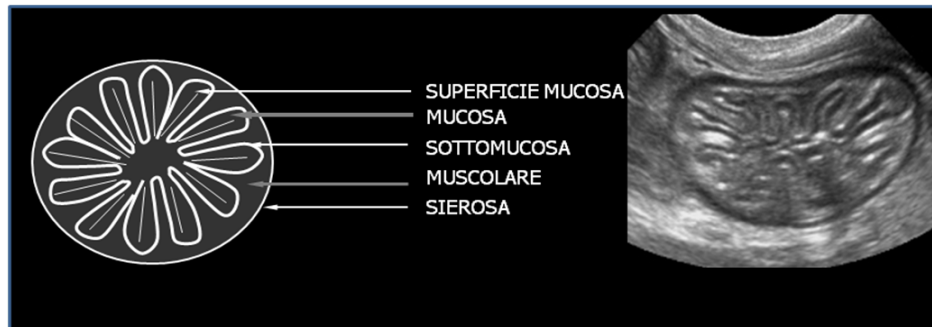 SUPERFICIE MUCOSA
MUCOSA
SOTTOMUCOSA
MUSCOLARE
SIEROSA